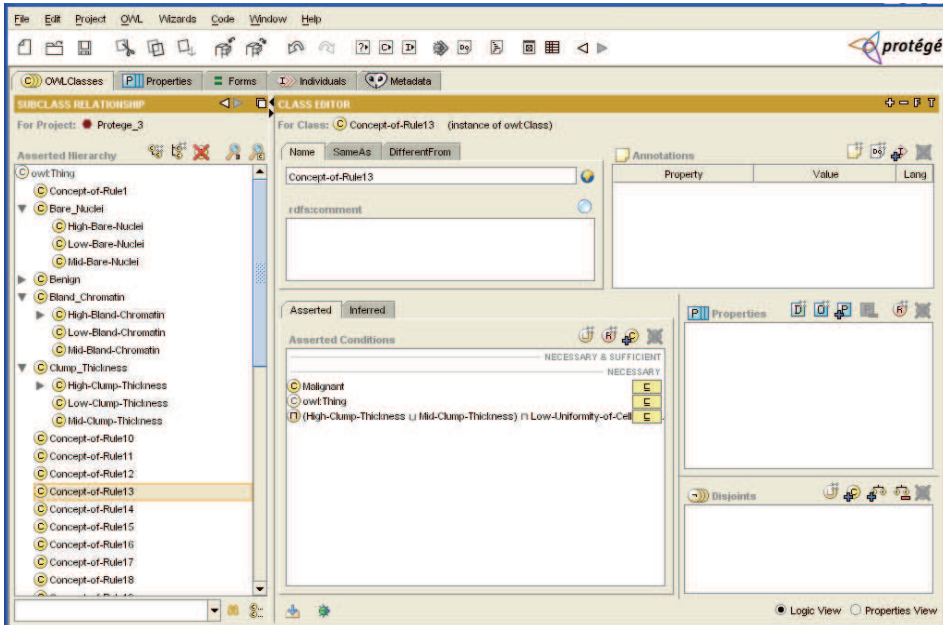 File Edit Project OWL Wizards Code Window Help
protégé
OWLClasses Properties Forms Individuals Metadata
SUBCLASS RELATIONSHIP
For Project: Protege_3
Asserted Hierarchy
owl:Thing
Concept-of-Rule1
Bare_Nuclei
High-Bare-Nuclei
Low-Bare-Nuclei
Mid-Bare-Nuclei
Benign
Bland_Chromatin
High-Bland-Chromatin
Low-Bland-Chromatin
Mid-Bland-Chromatin
Clump_Thickness
High-Clump-Thickness
Low-Clump-Thickness
Mid-Clump-Thickness
Concept-of-Rule10
Concept-of-Rule11
Concept-of-Rule12
Concept-of-Rule13
Concept-of-Rule14
Concept-of-Rule15
Concept-of-Rule16
Concept-of-Rule17
Concept-of-Rule18
CLASS EDITOR
For Class: Concept-of-Rule13 (instance of owl:Class)
Name SameAs DifferentFrom
Concept-of-Rule13
rdfs:comment
Annotations
Property Value Lang
Asserted Inferred
Asserted Conditions
NECESSARY & SUFFICIENT
NECESSARY
Malignant ⊑
owl:Thing ⊑
⊓ (High-Clump-Thickness ⊔ Mid-Clump-Thickness) ⊓ Low-Uniformity-of-Cell ⊑
Properties
Disjoints
Logic View Properties View